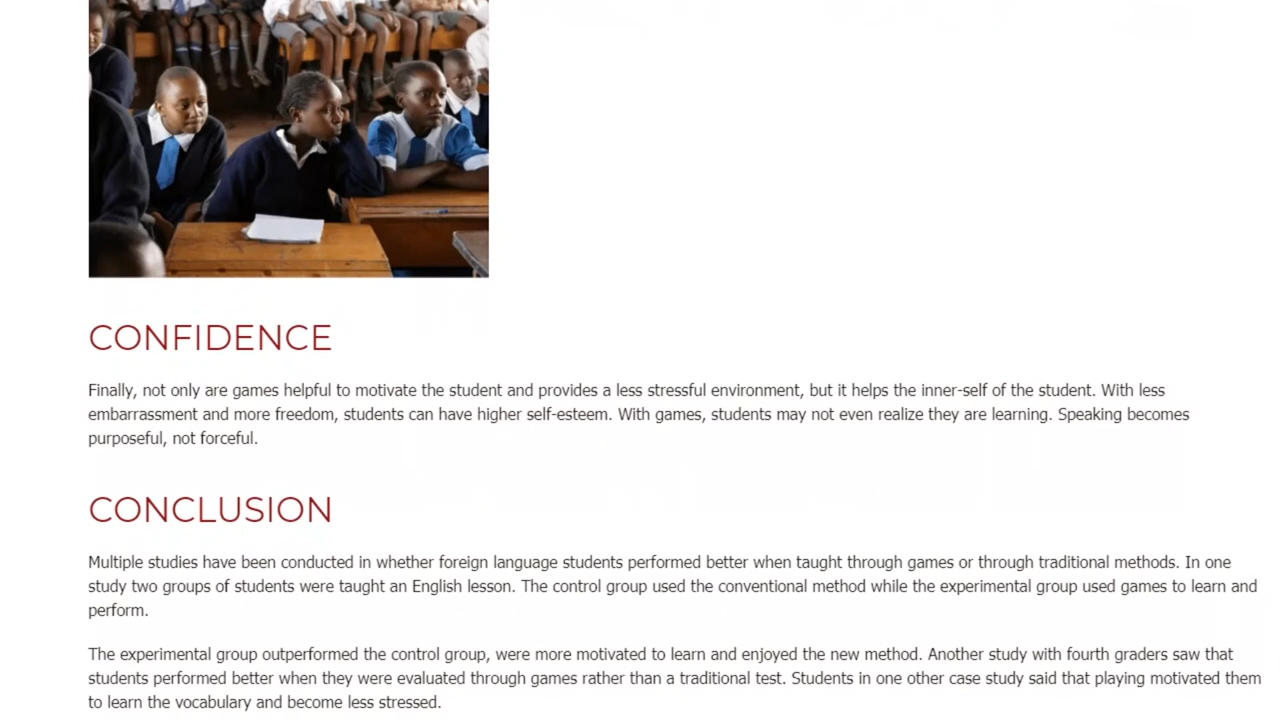 CONFIDENCE
Finally, not only are games helpful to motivate the student and provides a less stressful environment, but it helps the inner-self of the student. With less
embarrassment and more freedom, students can have higher self-esteem. With games, students may not even realize they are learning. Speaking becomes
purposeful, not forceful.
CONCLUSION
Multiple studies have been conducted in whether foreign language students performed better when taught through games or through traditional methods. In one
study two groups of students were taught an English lesson. The control group used the conventional method while the experimental group used games to learn and
perform.
The experimental group outperformed the control group, were more motivated to learn and enjoyed the new method. Another study with fourth graders saw that
students performed better when they were evaluated through games rather than a traditional test. Students in one other case study said that playing motivated them
to learn the vocabulary and become less stressed.